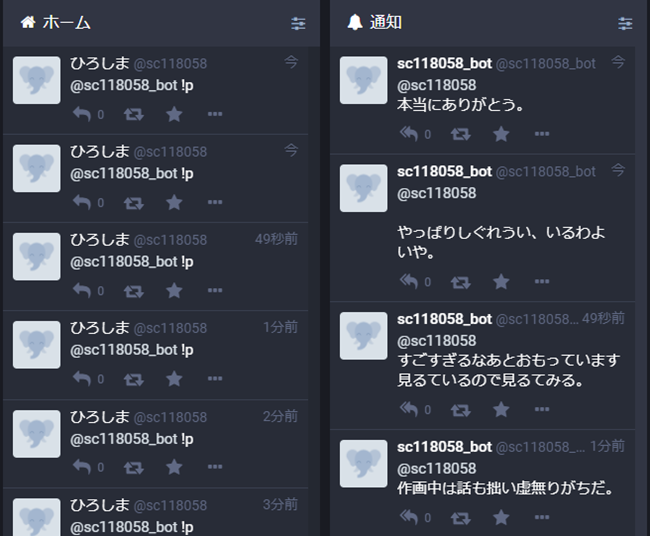 ホーム
ひろしま @sc118058 今
@sc118058_bot !p
0
ひろしま @sc118058 今
@sc118058_bot !p
0
ひろしま @sc118058 49秒前
@sc118058_bot !p
0
ひろしま @sc118058 1分前
@sc118058_bot !p
0
ひろしま @sc118058 2分前
@sc118058_bot !p
0
ひろしま @sc118058 3分前
@sc118058_bot !p
通知
sc118058_bot @sc118058_bot 今
@sc118058
本当にありがとう。
0
sc118058_bot @sc118058_bot 今
@sc118058
やっぱりしぐれうい、いるわよ
いや。
0
sc118058_bot @sc118058... 49秒前
@sc118058
すごすぎるなあとおもっています
見るているので見るてみる。
0
sc118058_bot @sc118058_... 1分前
@sc118058
作画中は話も拙い虚無りがちだ。
0